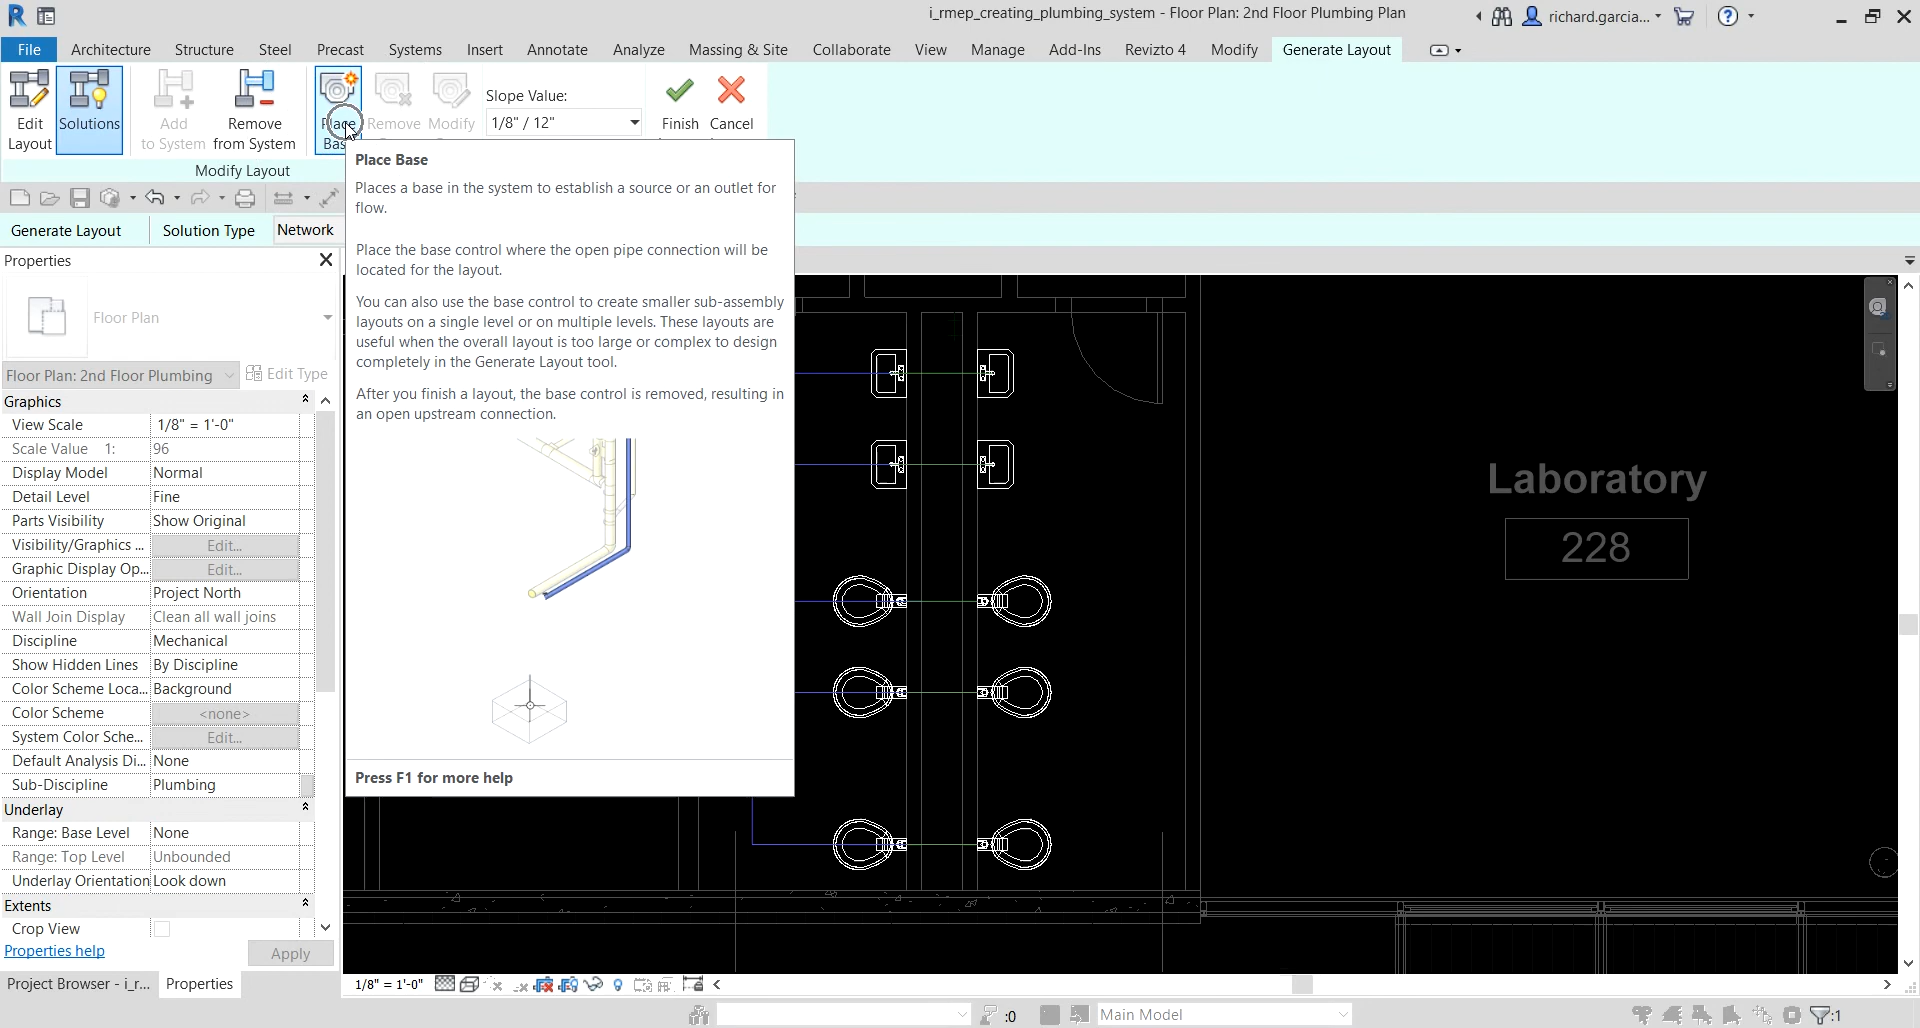 i_rmep_creating_plumbing_system - Floor Plan: 2nd Floor Plumbing Plan
richard.garcia...
File Architecture Structure Steel Precast Systems Insert Annotate Analyze Massing & Site Collaborate View Manage Add-Ins Revizto 4 Modify Generate Layout
Edit Layout
Solutions
Add to System
Remove from System
Place Bas
Remove
Modify
Slope Value:
1/8" / 12"
Finish
Cancel
Modify Layout
Generate Layout
Solution Type
Network
Properties
Floor Plan
Floor Plan: 2nd Floor Plumbing
Edit Type
Graphics
View Scale 1/8" = 1'-0"
Scale Value 1: 96
Display Model Normal
Detail Level Fine
Parts Visibility Show Original
Visibility/Graphics ... Edit...
Graphic Display Op... Edit...
Orientation Project North
Wall Join Display Clean all wall joins
Discipline Mechanical
Show Hidden Lines By Discipline
Color Scheme Loca... Background
Color Scheme <none>
System Color Sche... Edit...
Default Analysis Di... None
Sub-Discipline Plumbing
Underlay
Range: Base Level None
Range: Top Level Unbounded
Underlay Orientation Look down
Extents
Crop View
Properties help
Apply
Project Browser - i_r...
Properties
Place Base
Places a base in the system to establish a source or an outlet for
flow.
Place the base control where the open pipe connection will be
located for the layout.
You can also use the base control to create smaller sub-assembly
layouts on a single level or on multiple levels. These layouts are
useful when the overall layout is too large or complex to design
completely in the Generate Layout tool.
After you finish a layout, the base control is removed, resulting in
an open upstream connection.
Press F1 for more help
Laboratory
228
1/8" = 1'-0"
:0
Main Model
:1